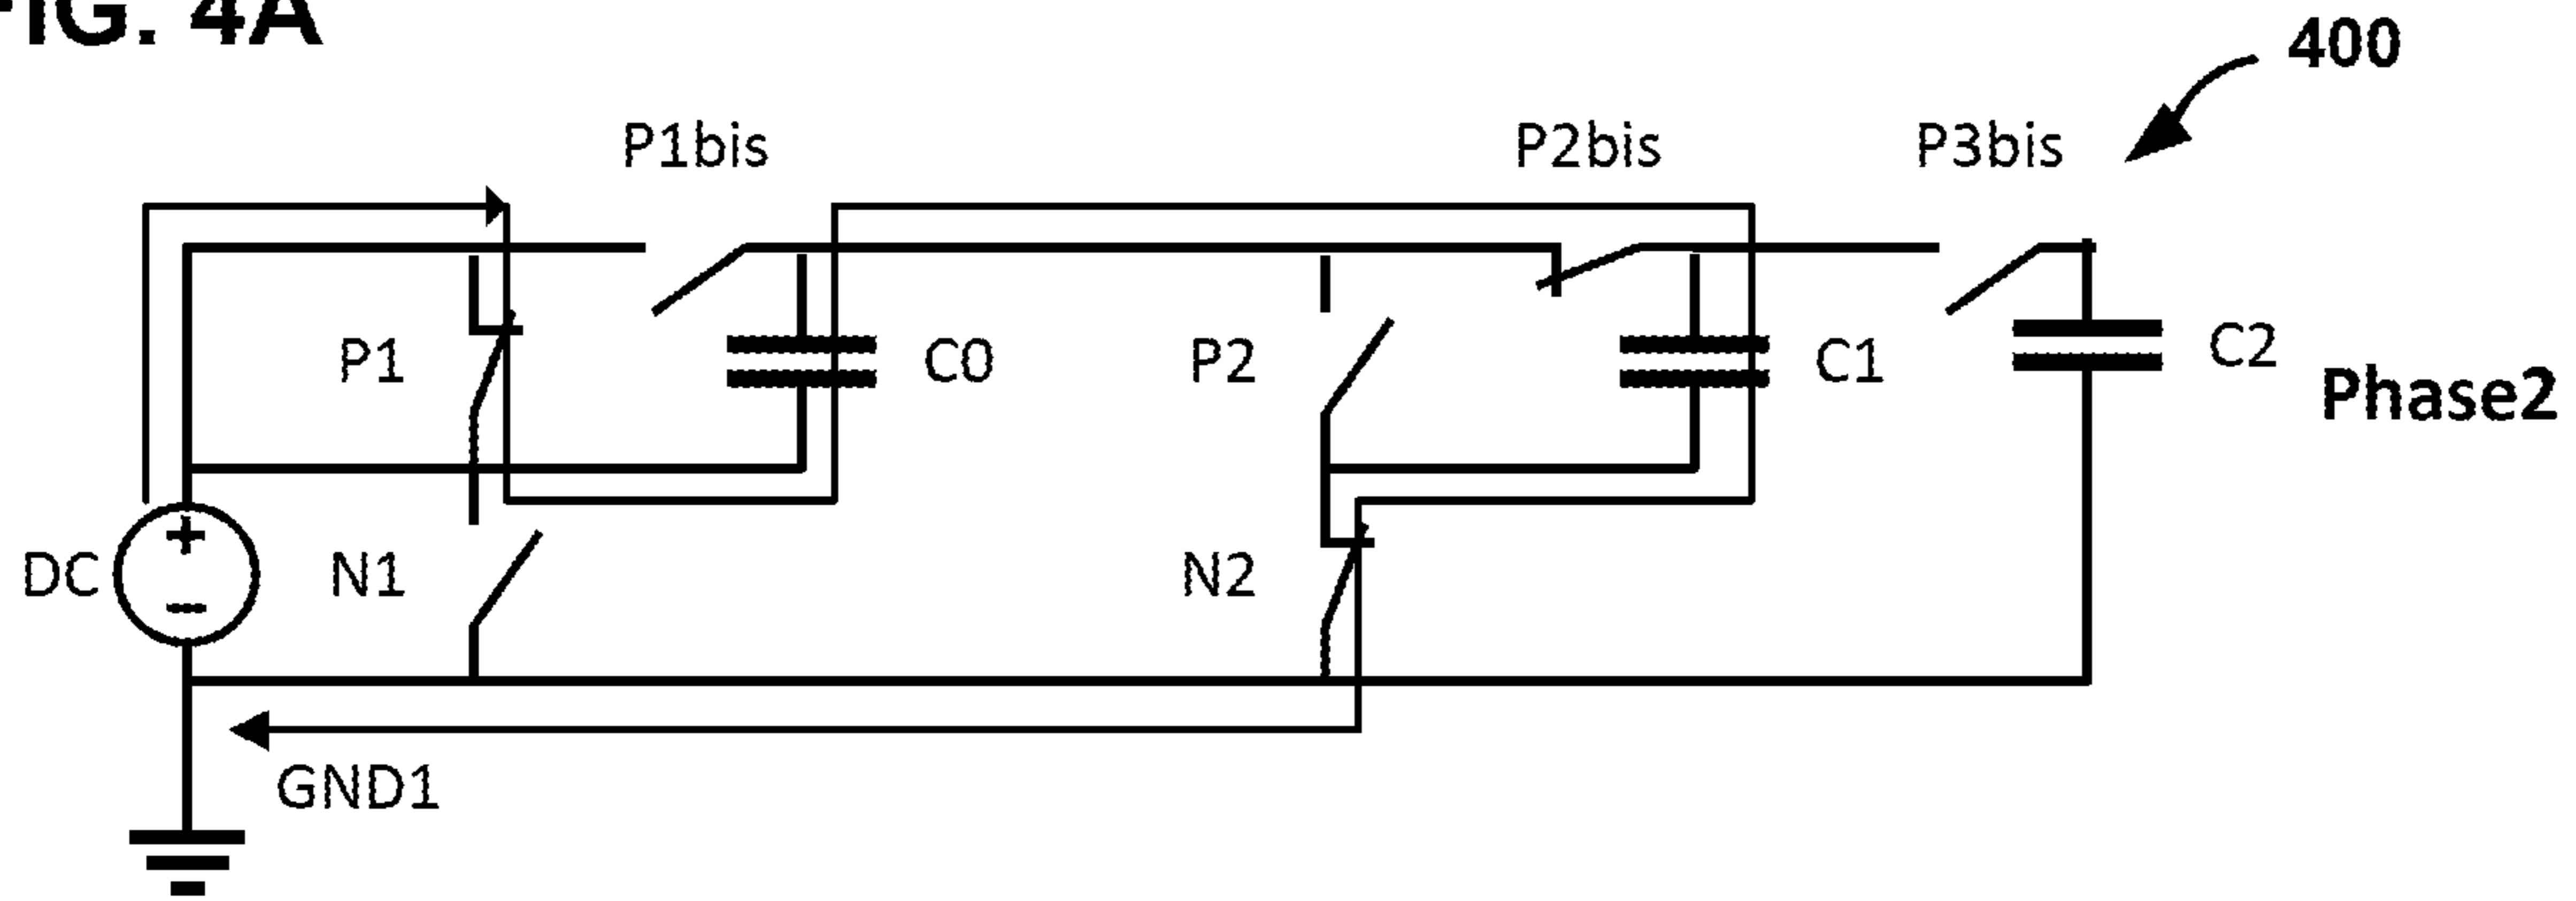 FIG. 4A
400
P1bis
P2bis
P3bis
P1
C0
P2
C1
C2
Phase2
DC
+
−
N1
N2
GND1